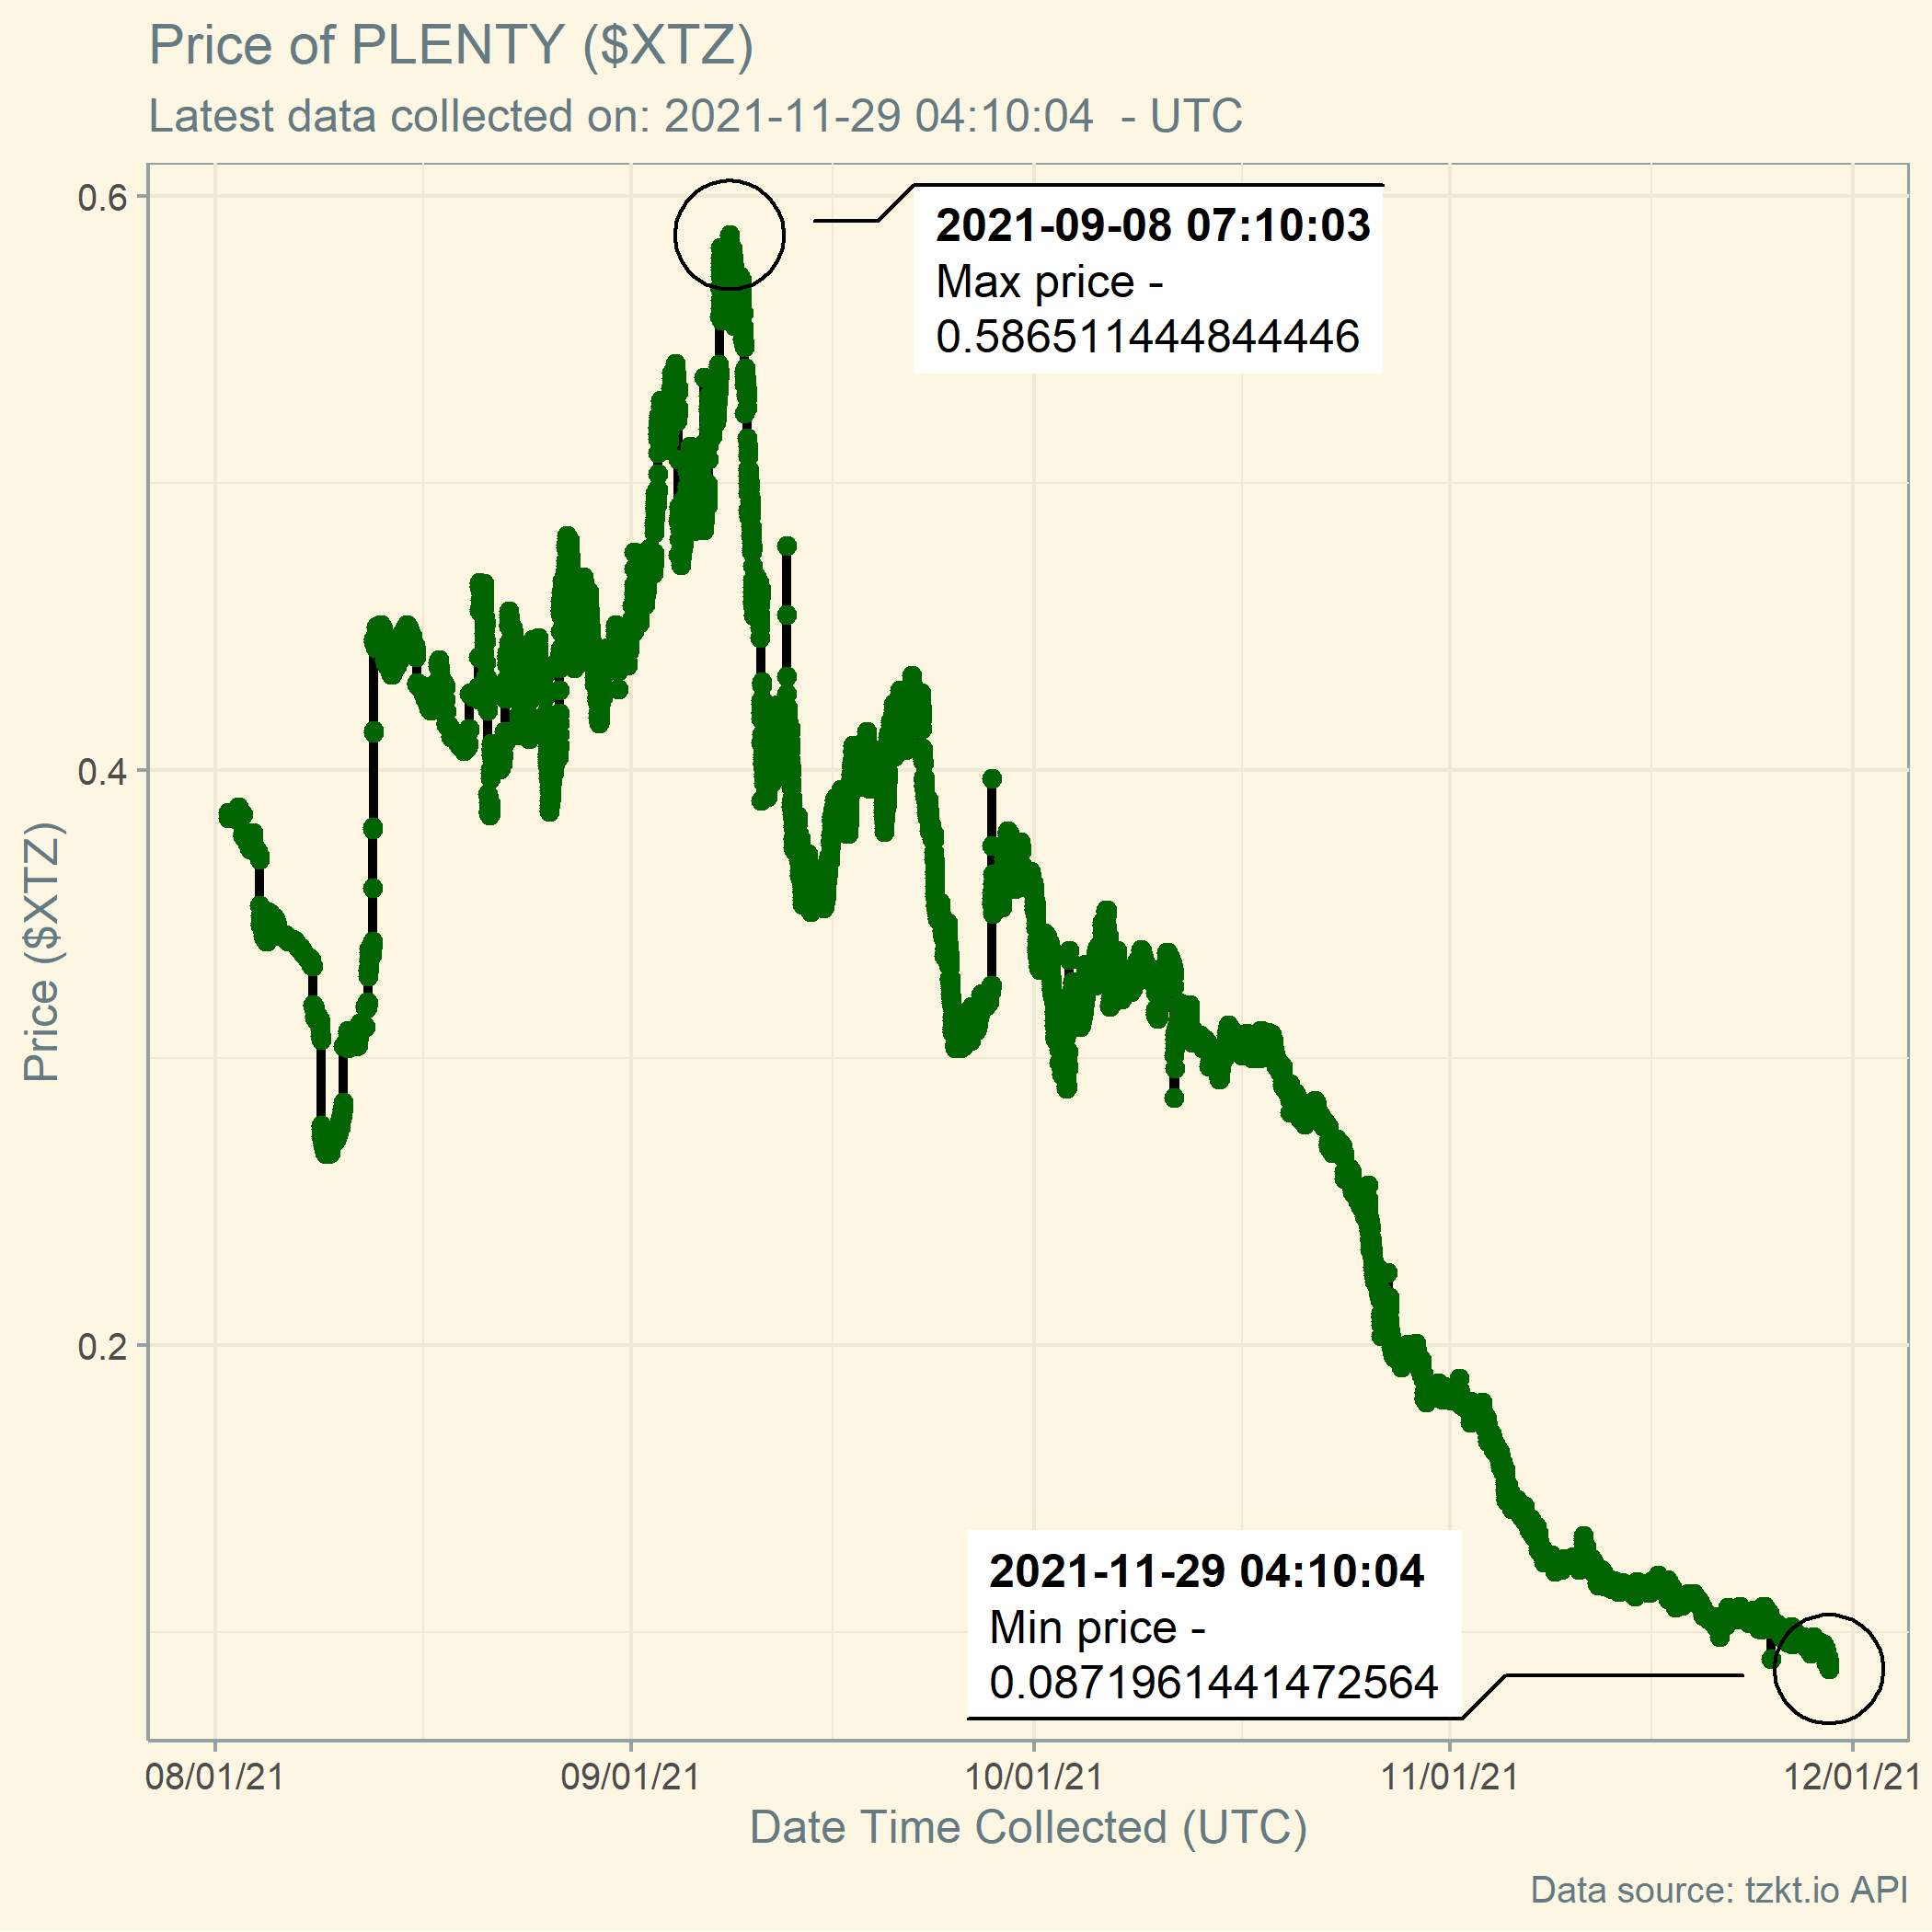 Price of PLENTY ($XTZ)
Latest data collected on: 2021-11-29 04:10:04  - UTC
0.6
2021-09-08 07:10:03
Max price -
0.586511444844446
0.4
Price ($XTZ)
0.2
2021-11-29 04:10:04
Min price -
0.0871961441472564
08/01/21
09/01/21
10/01/21
11/01/21
12/01/21
Date Time Collected (UTC)
Data source: tzkt.io API